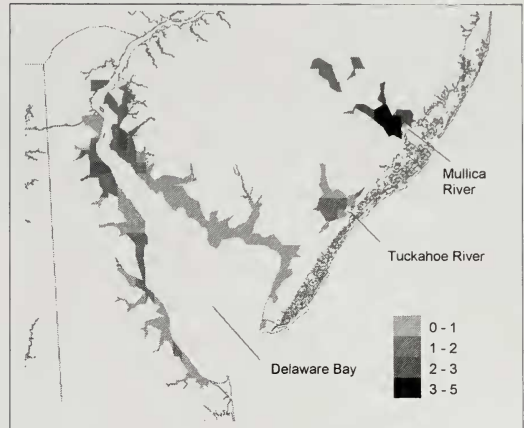 Mullica
River
Tuckahoe River
Delaware Bay
0 - 1
1 - 2
2 - 3
3 - 5